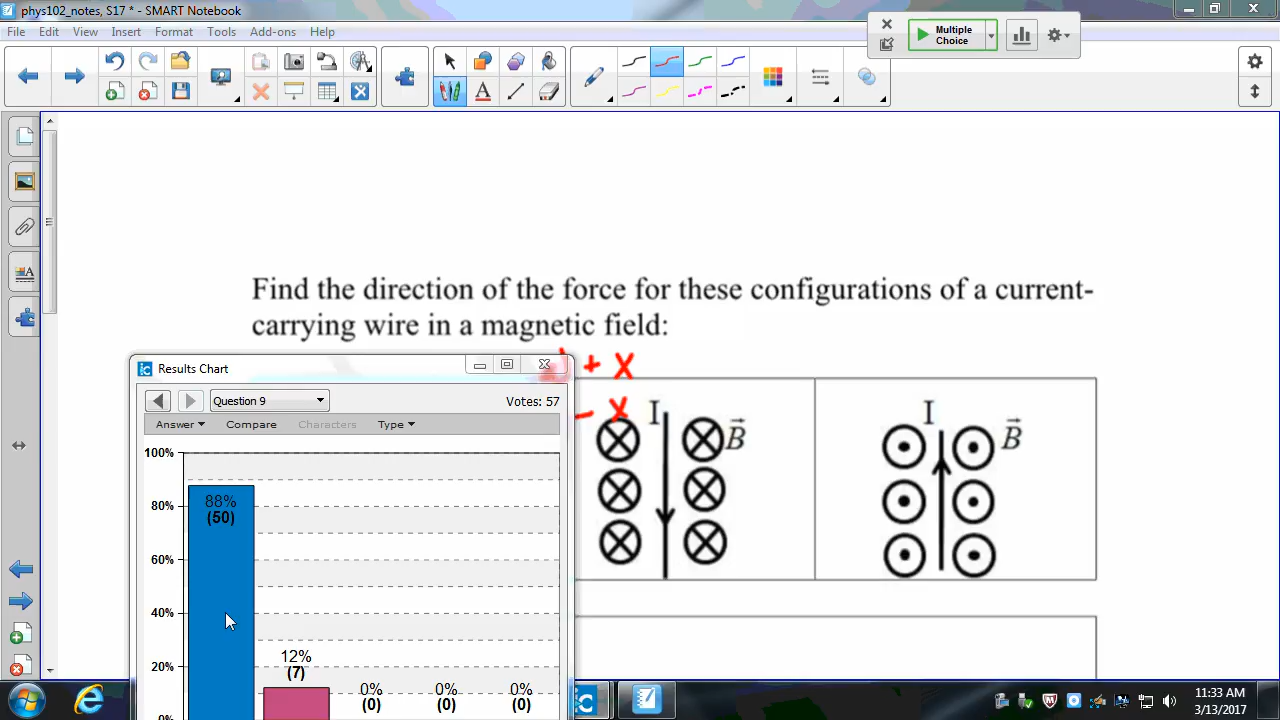 phys102_notes, S17 * - SMART Notebook
File Edit View Insert Format Tools Add-ons Help
Multiple
Choice
Find the direction of the force for these configurations of a current-
carrying wire in a magnetic field:
+ X
- X
I
B
I
B
Results Chart
Question 9
Votes: 57
Answer Compare Characters Type
100%
80%
60%
40%
20%
0%
88%
(50)
12%
(7)
0%
(0)
0%
(0)
0%
(0)
11:33 AM
3/13/2017